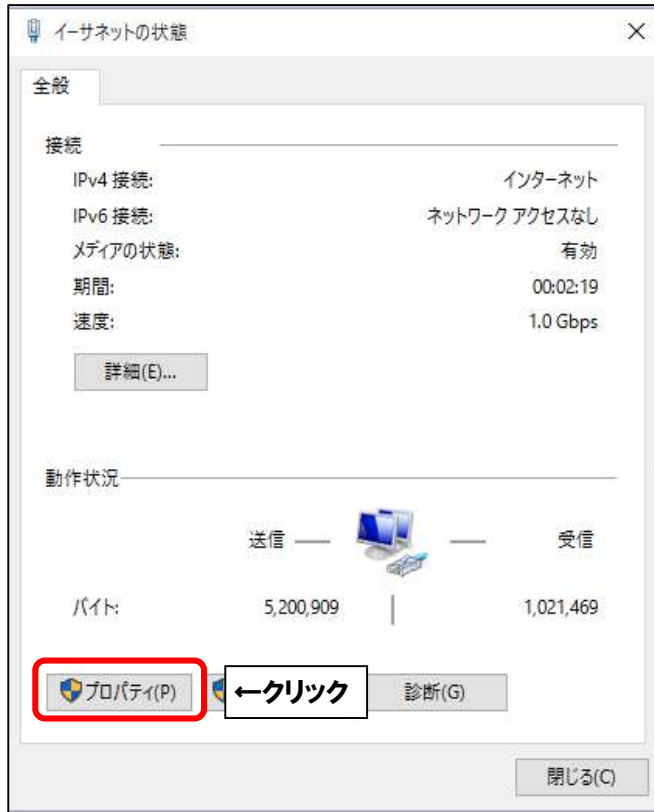 イーサネットの状態
全般
接続
IPv4 接続: インターネット
IPv6 接続: ネットワーク アクセスなし
メディアの状態: 有効
期間: 00:02:19
速度: 1.0 Gbps
詳細(E)...
動作状況
送信 受信
バイト: 5,200,909 1,021,469
プロパティ(P) ←クリック 診断(G)
閉じる(C)